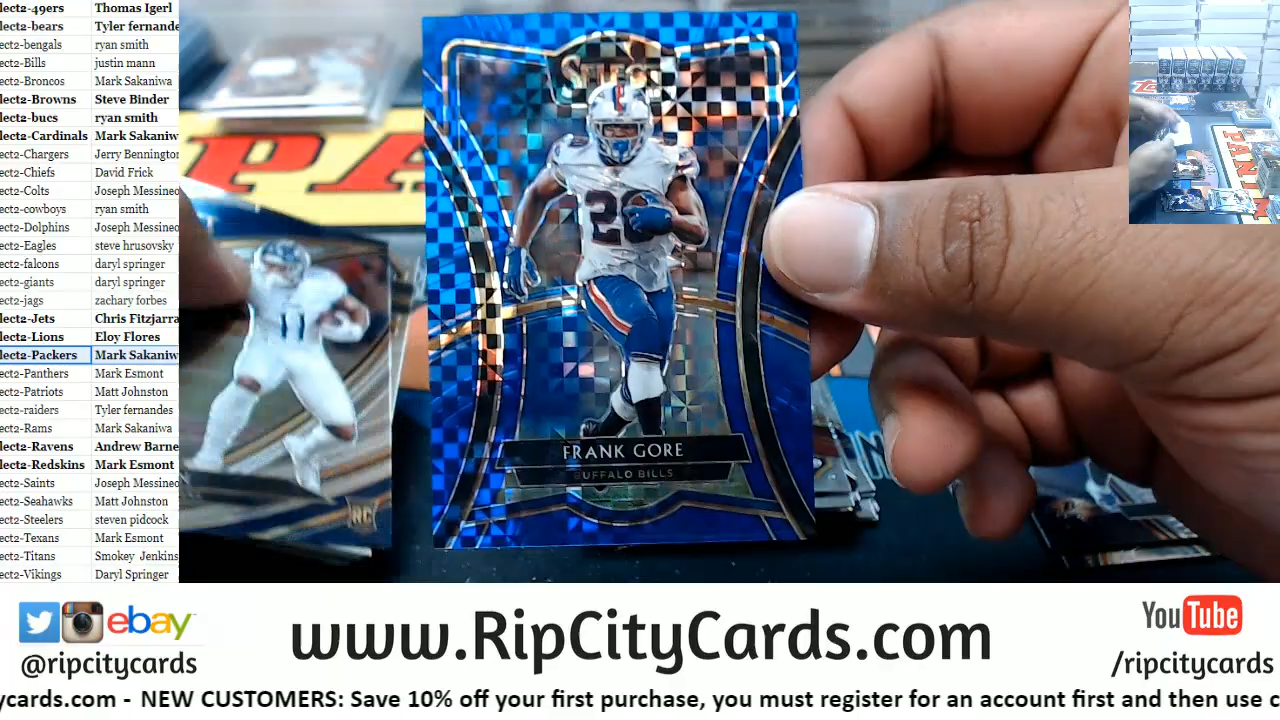 lect2-49ers Thomas Igerl
lect2-bears Tyler fernande
ect2-bengals ryan smith
ect2-Bills justin mann
ect2-Broncos Mark Sakaniwa
lect2-Browns Steve Binder
lect2-bucs ryan smith
lect2-Cardinals Mark Sakaniw
ect2-Chargers Jerry Bennington
ect2-Chiefs David Frick
ect2-Colts Joseph Messineo
ect2-cowboys ryan smith
ect2-Dolphins Joseph Messineo
ect2-Eagles steve hrusovsky
ect2-falcons daryl springer
ect2-giants daryl springer
ect2-jags zachary forbes
lect2-Jets Chris Fitzjarra
lect2-Lions Eloy Flores
lect2-Packers Mark Sakaniw
ect2-Panthers Mark Esmont
ect2-Patriots Matt Johnston
ect2-raiders Tyler fernandes
ect2-Rams Mark Sakaniwa
lect2-Ravens Andrew Barne
lect2-Redskins Mark Esmont
ect2-Saints Joseph Messineo
ect2-Seahawks Matt Johnston
ect2-Steelers steven pidcock
ect2-Texans Mark Esmont
ect2-Titans Smokey Jenkins
ect2-Vikings Daryl Springer
PA
SELECT
20
FRANK GORE
BUFFALO BILLS
11
RC
PANINI
ebay
@ripcitycards
www.RipCityCards.com
YouTube
/ripcitycards
ycards.com - NEW CUSTOMERS: Save 10% off your first purchase, you must register for an account first and then use c